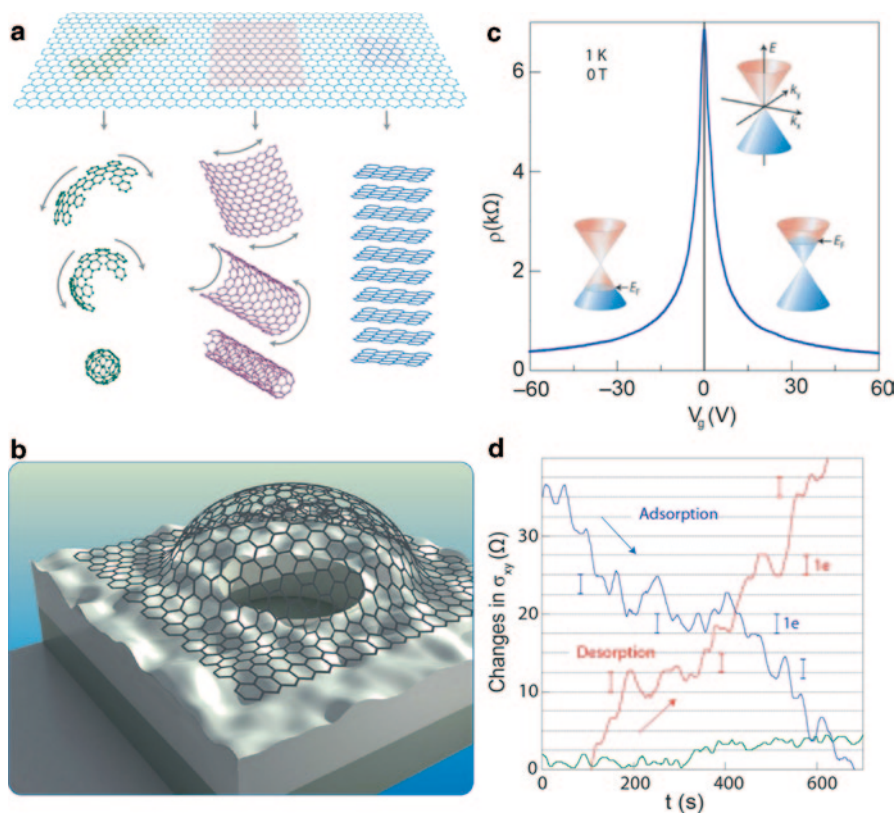 a
b
c
1 K
0 T
E
k_y
k_x
E_F
E_F
ρ(kΩ)
6
4
2
0
−60
−30
0
30
60
V_g (V)
d
Changes in σ_xy (Ω)
30
20
10
0
Adsorption
1e
1e
Desorption
0
200
400
600
t (s)